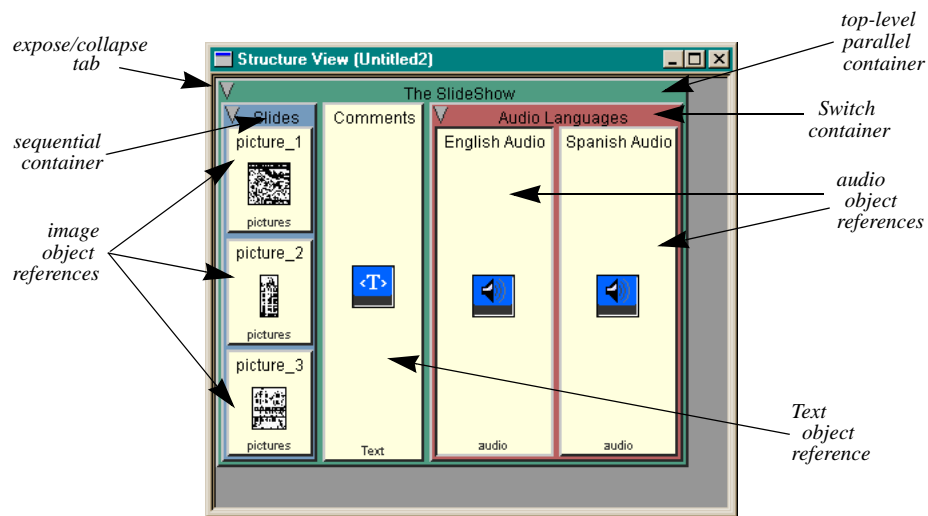 expose/collapse
tab
sequential
container
image
object
references
Structure View (Untitled2)
The SlideShow
Slides
picture_1
pictures
picture_2
pictures
picture_3
pictures
Comments
<T>
Text
Audio Languages
English Audio
audio
Spanish Audio
audio
top-level
parallel
container
Switch
container
audio
object
references
Text
object
reference